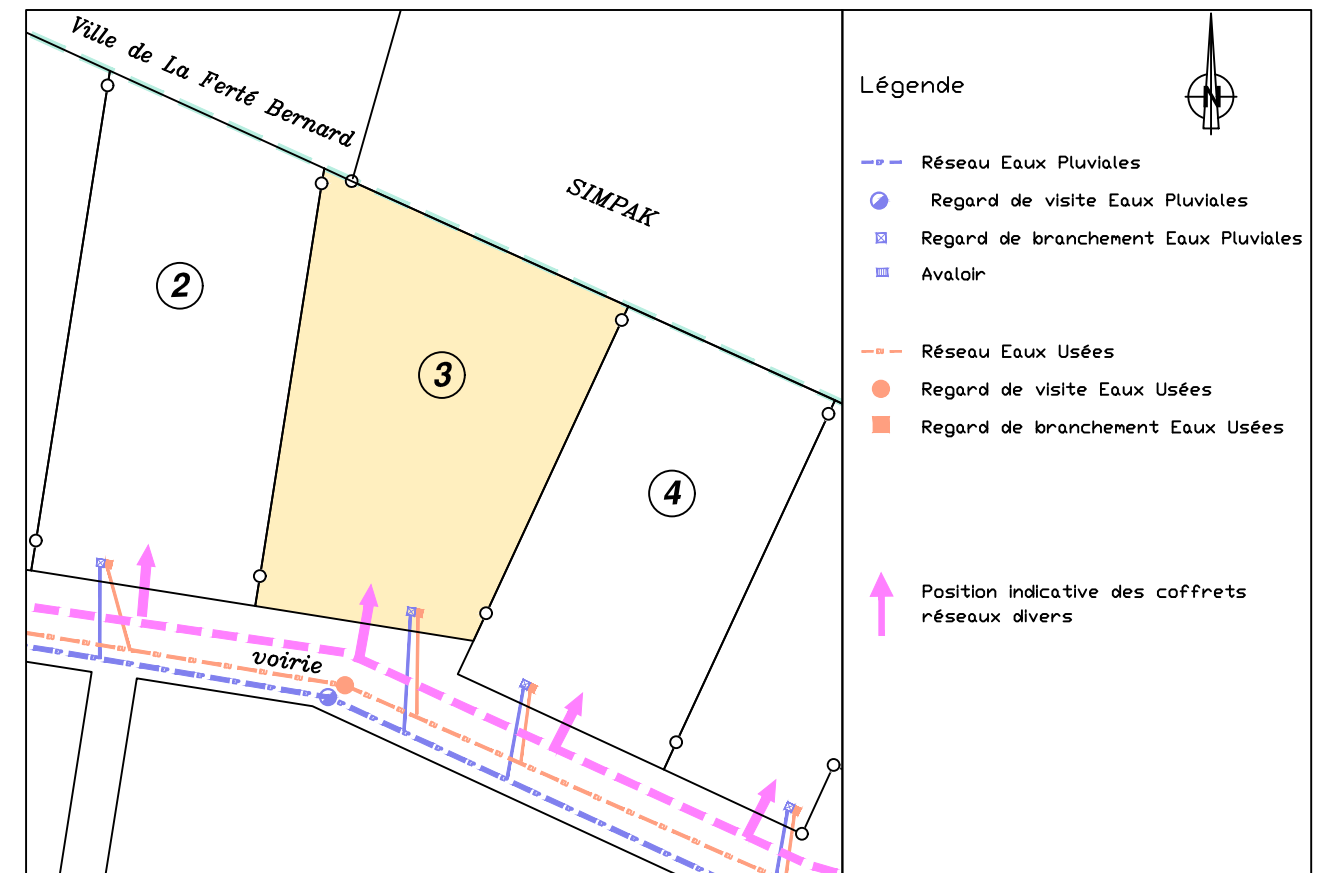 Ville de La Ferté Bernard
SIMPAK
2
3
4
voirie
N
Légende
Réseau Eaux Pluviales
Regard de visite Eaux Pluviales
Regard de branchement Eaux Pluviales
Avaloir
Réseau Eaux Usées
Regard de visite Eaux Usées
Regard de branchement Eaux Usées
Position indicative des coffrets
réseaux divers